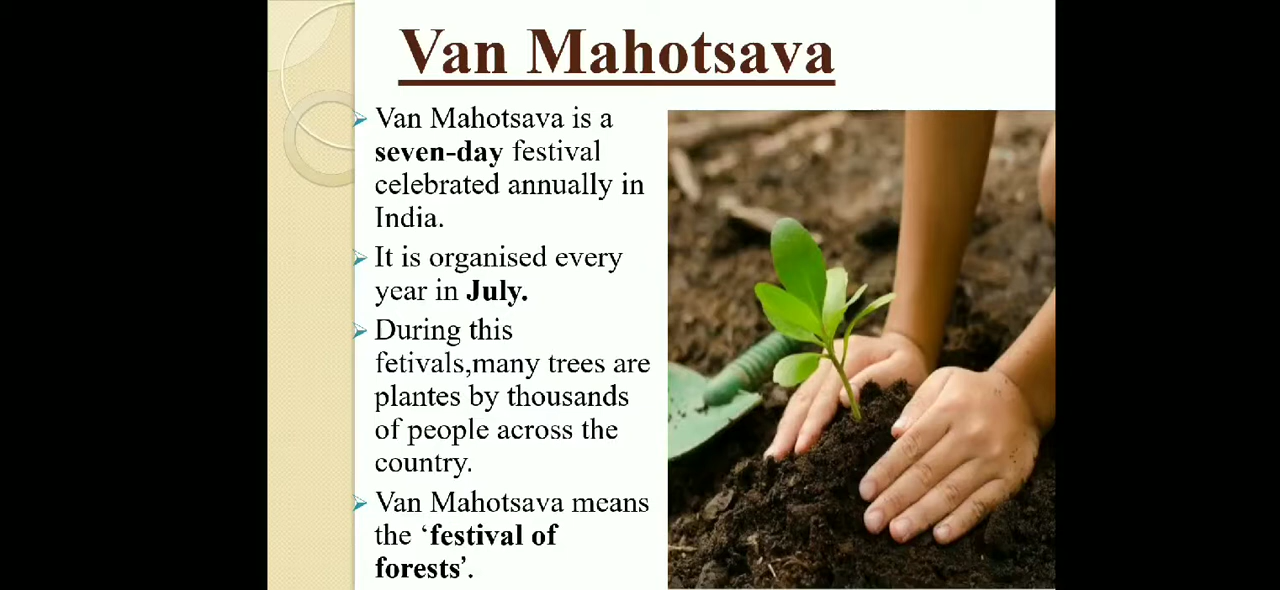 Van Mahotsava
Van Mahotsava is a
seven-day festival
celebrated annually in
India.
It is organised every
year in July.
During this
fetivals,many trees are
plantes by thousands
of people across the
country.
Van Mahotsava means
the ‘festival of
forests’.